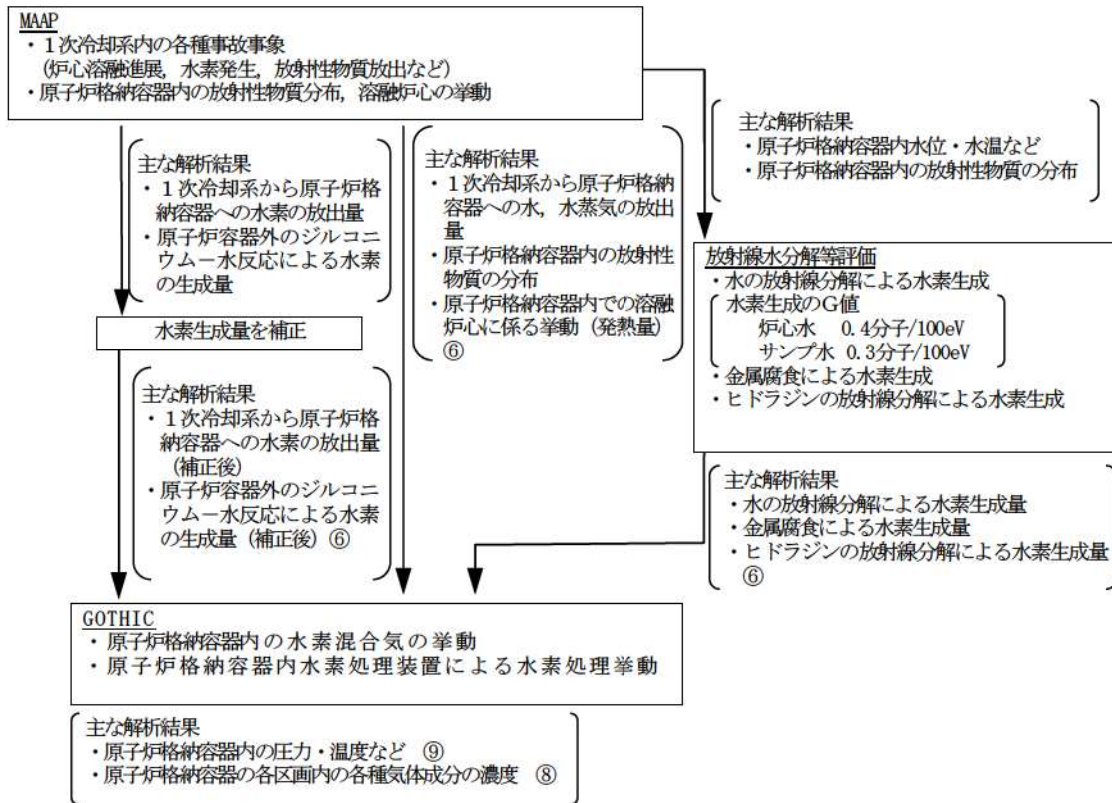 MAAP
・１次冷却系内の各種事故事象
(炉心溶融進展，水素発生，放射性物質放出など)
・原子炉格納容器内の放射性物質分布，溶融炉心の挙動
主な解析結果
・１次冷却系から原子炉格
納容器への水素の放出量
・原子炉容器外のジルコニ
ウム－水反応による水素
の生成量
水素生成量を補正
主な解析結果
・１次冷却系から原子炉格
納容器への水素の放出量
(補正後)
・原子炉容器外のジルコニ
ウム－水反応による水素
の生成量 (補正後) ⑥
主な解析結果
・１次冷却系から原子炉格納
容器への水，水蒸気の放出
量
・原子炉格納容器内の放射性
物質の分布
・原子炉格納容器内での溶融
炉心に係る挙動 (発熱量)
⑥
主な解析結果
・原子炉格納容器内水位・水温など
・原子炉格納容器内の放射性物質の分布
放射線水分解等評価
・水の放射線分解による水素生成
水素生成のＧ値
炉心水 0.4分子/100eV
サンプ水 0.3分子/100eV
・金属腐食による水素生成
・ヒドラジンの放射線分解による水素生成
主な解析結果
・水の放射線分解による水素生成量
・金属腐食による水素生成量
・ヒドラジンの放射線分解による水素生成量
⑥
GOTHIC
・原子炉格納容器内の水素混合気の挙動
・原子炉格納容器内水素処理装置による水素処理挙動
主な解析結果
・原子炉格納容器内の圧力・温度など ⑨
・原子炉格納容器の各区画内の各種気体成分の濃度 ⑧